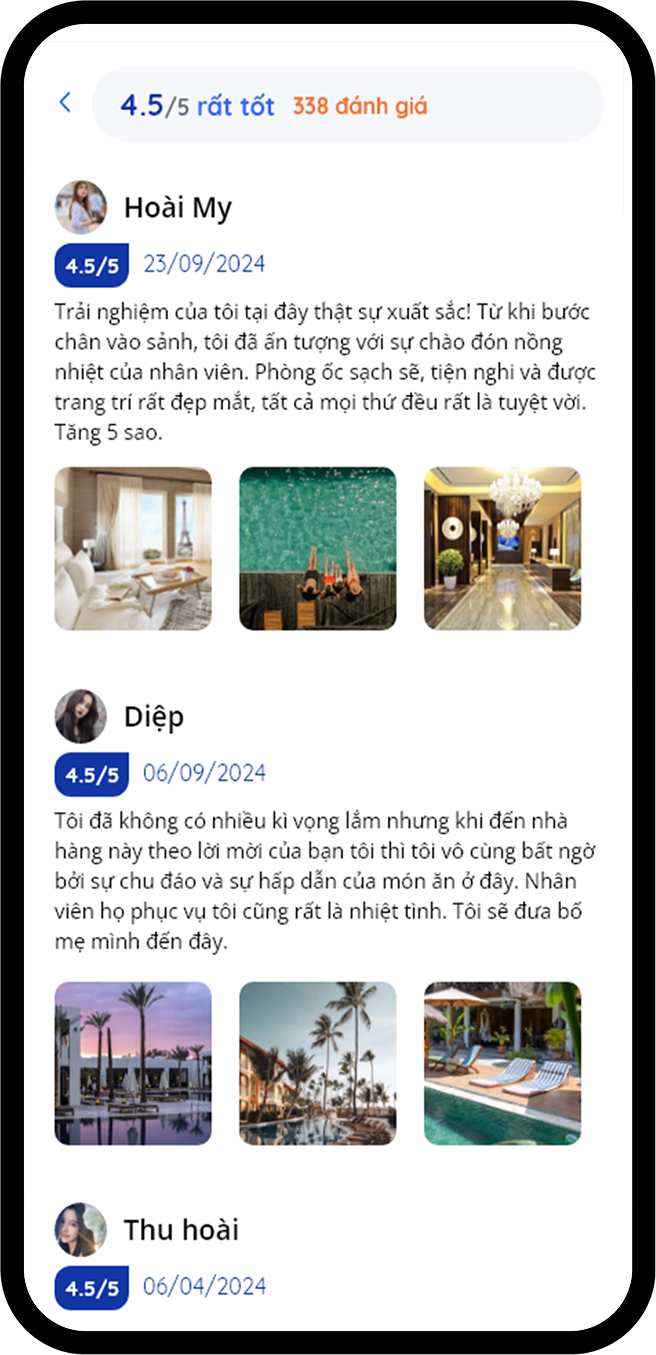 4.5/5 rất tốt 338 đánh giá
Hoài My
4.5/5 23/09/2024
Trải nghiệm của tôi tại đây thật sự xuất sắc! Từ khi bước
chân vào sảnh, tôi đã ấn tượng với sự chào đón nồng
nhiệt của nhân viên. Phòng ốc sạch sẽ, tiện nghi và được
trang trí rất đẹp mắt, tất cả mọi thứ đều rất là tuyệt vời.
Tăng 5 sao.
Diệp
4.5/5 06/09/2024
Tôi đã không có nhiều kì vọng lắm nhưng khi đến nhà
hàng này theo lời mời của bạn tôi thì tôi vô cùng bất ngờ
bởi sự chu đáo và sự hấp dẫn của món ăn ở đây. Nhân
viên họ phục vụ tôi cũng rất là nhiệt tình. Tôi sẽ đưa bố
mẹ mình đến đây.
Thu hoài
4.5/5 06/04/2024